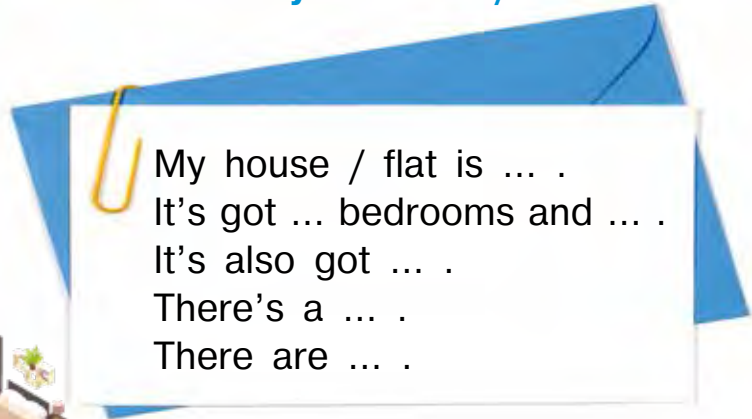 My house / flat is ... .
It's got ... bedrooms and ... .
It's also got ... .
There's a ... .
There are ... .